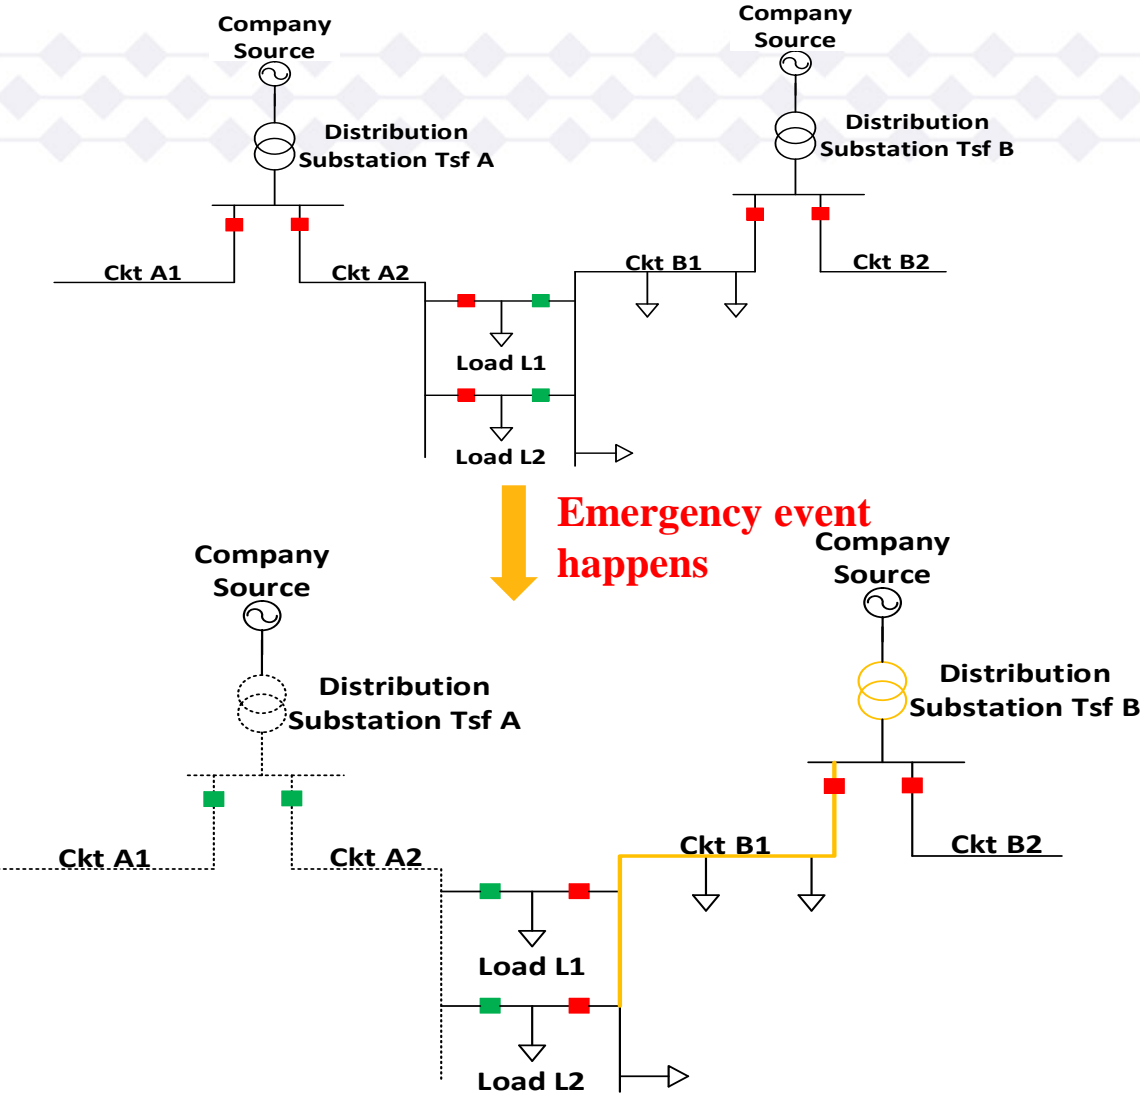 Company
Source
Company
Source
Distribution
Substation Tsf A
Distribution
Substation Tsf B
Ckt A1
Ckt A2
Ckt B1
Ckt B2
Load L1
Load L2
Emergency event
happens
Company
Source
Company
Source
Distribution
Substation Tsf A
Distribution
Substation Tsf B
Ckt A1
Ckt A2
Ckt B1
Ckt B2
Load L1
Load L2